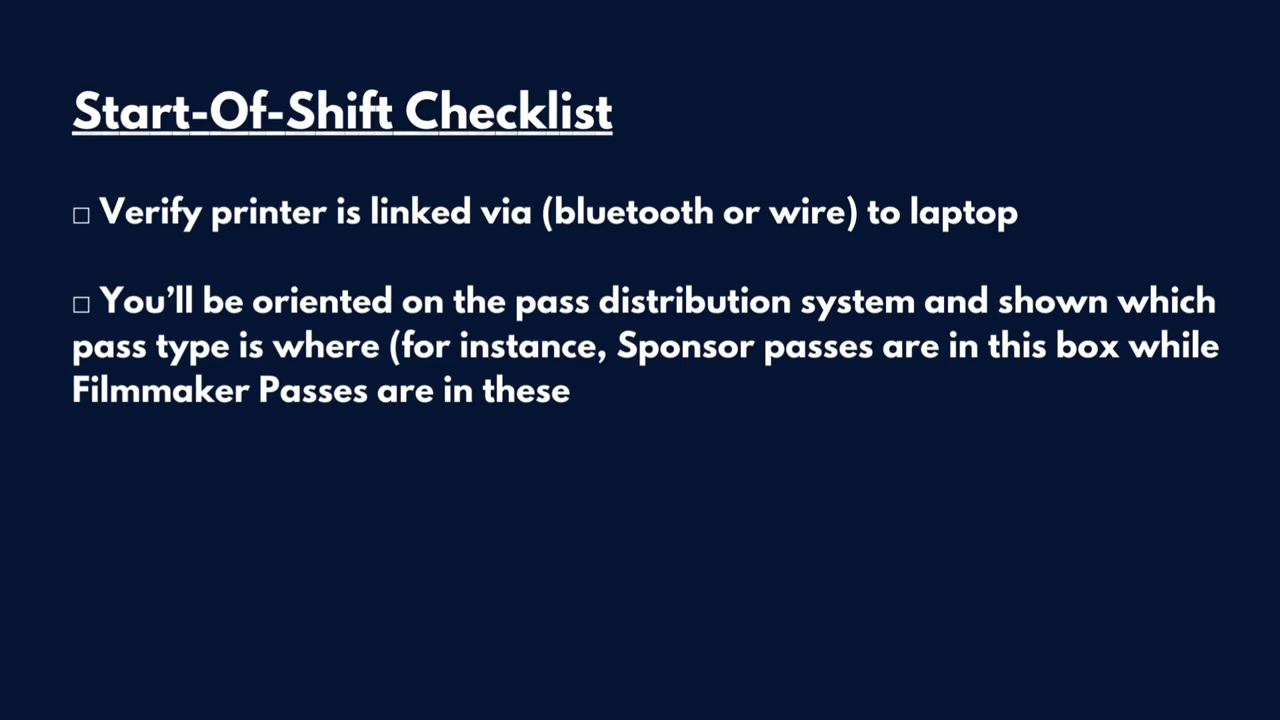 Start-Of-Shift Checklist
□ Verify printer is linked via (bluetooth or wire) to laptop
□ You’ll be oriented on the pass distribution system and shown which
pass type is where (for instance, Sponsor passes are in this box while
Filmmaker Passes are in these